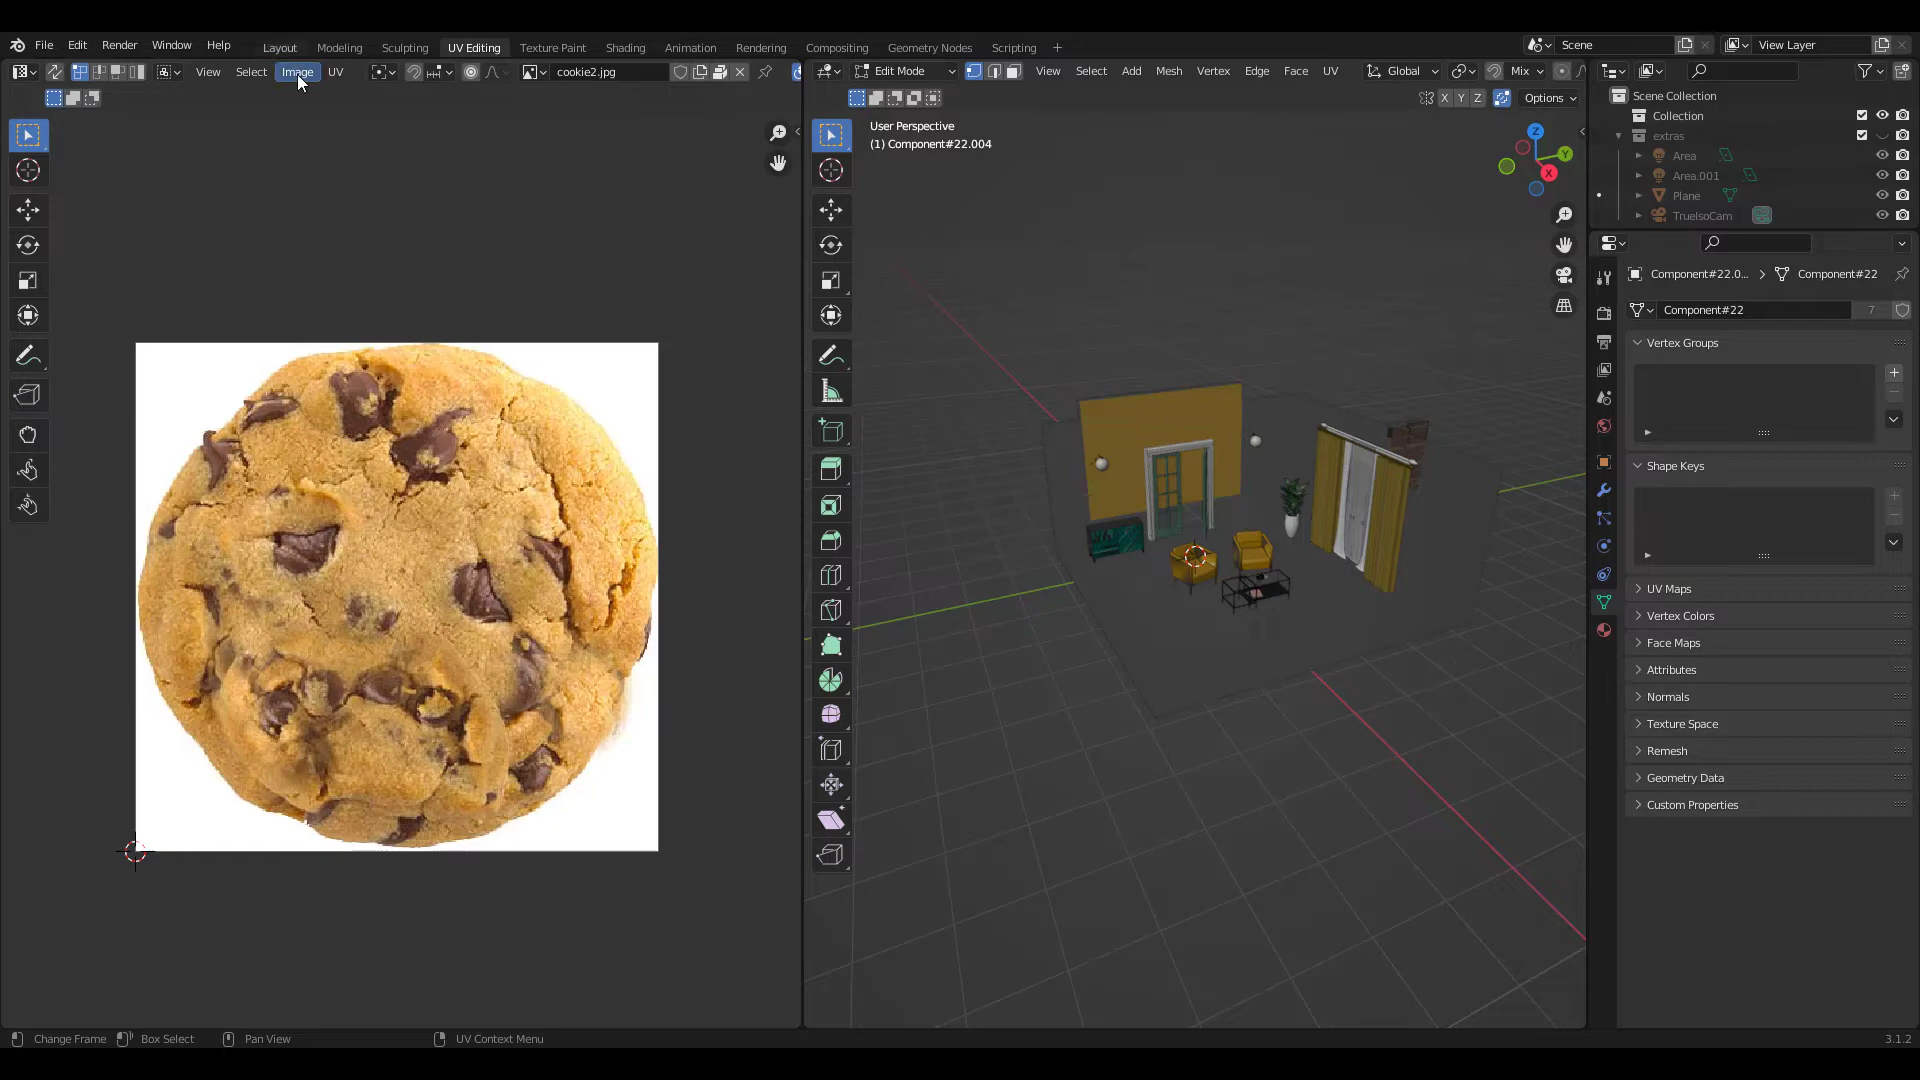 File Edit Render Window Help Layout Modeling Sculpting UV Editing Texture Paint Shading Animation Rendering Compositing Geometry Nodes Scripting + Scene View Layer
View Select Image UV cookie2.jpg Edit Mode View Select Add Mesh Vertex Edge Face UV Global Mix
X Y Z Options
Scene Collection
Collection
extras
Area
Area.001
Plane
TrueIsoCam
User Perspective
(1) Component#22.004
Z
Y
X
Component#22.0... > Component#22
Component#22 7
Vertex Groups
Shape Keys
UV Maps
Vertex Colors
Face Maps
Attributes
Normals
Texture Space
Remesh
Geometry Data
Custom Properties
Change Frame Box Select Pan View UV Context Menu 3.1.2